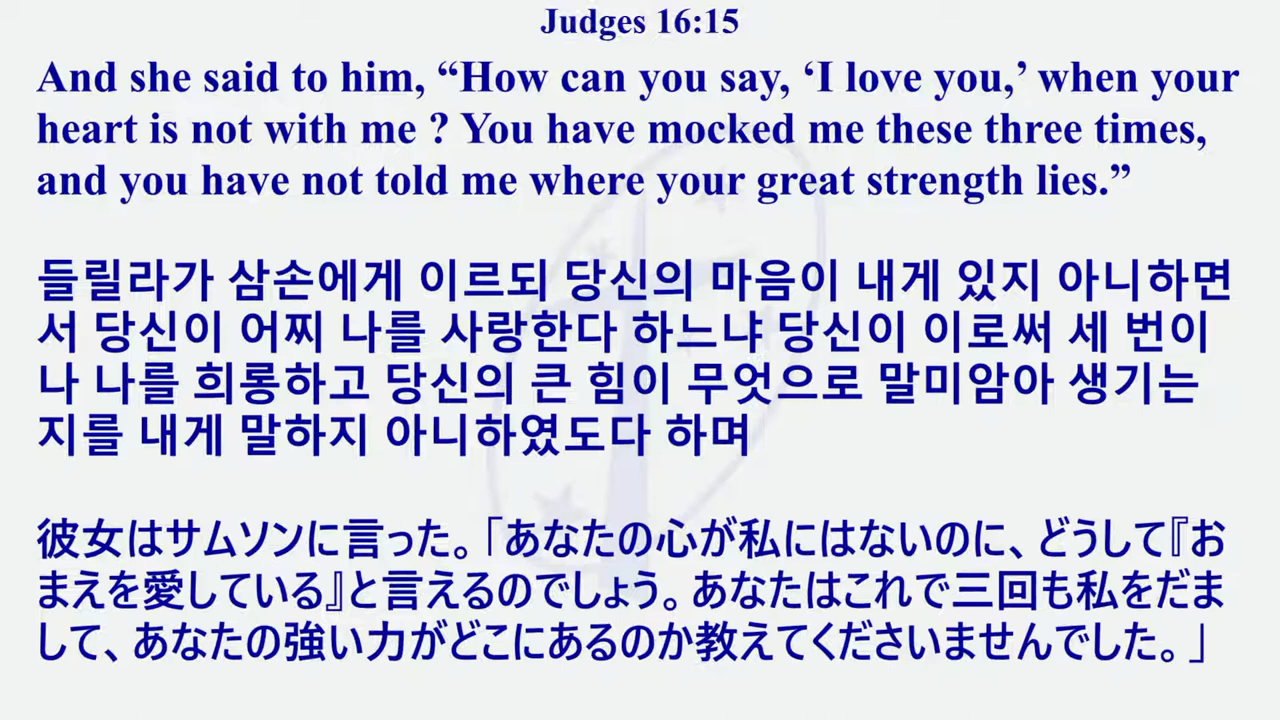 Judges 16:15
And she said to him, “How can you say, ‘I love you,’ when your
heart is not with me ? You have mocked me these three times,
and you have not told me where your great strength lies.”
들릴라가 삼손에게 이르되 당신의 마음이 내게 있지 아니하면
서 당신이 어찌 나를 사랑한다 하느냐 당신이 이로써 세 번이
나 나를 희롱하고 당신의 큰 힘이 무엇으로 말미암아 생기는
지를 내게 말하지 아니하였도다 하며
彼女はサムソンに言った。「あなたの心が私にはないのに、どうして『お
まえを愛している』と言えるのでしょう。あなたはこれで三回も私をだま
して、あなたの強い力がどこにあるのか教えてくださいませんでした。」